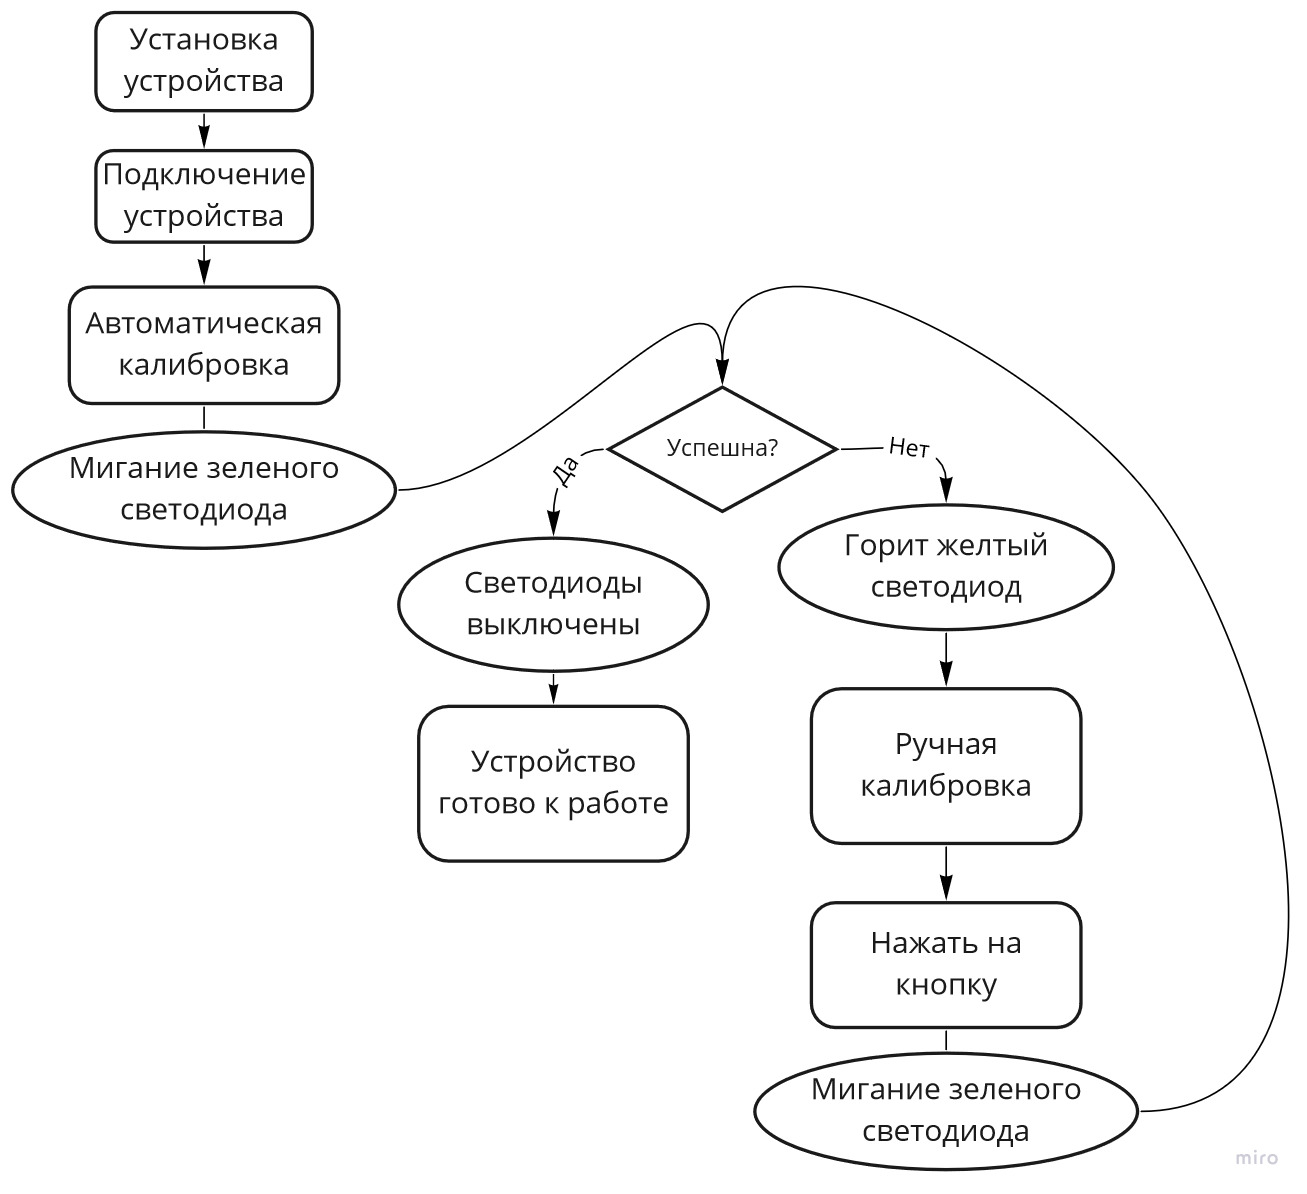 Установка
устройства
Подключение
устройства
Автоматическая
калибровка
Мигание зеленого
светодиода
Успешна?
Да
Нет
Светодиоды
выключены
Устройство
готово к работе
Горит желтый
светодиод
Ручная
калибровка
Нажать на
кнопку
Мигание зеленого
светодиода
miro